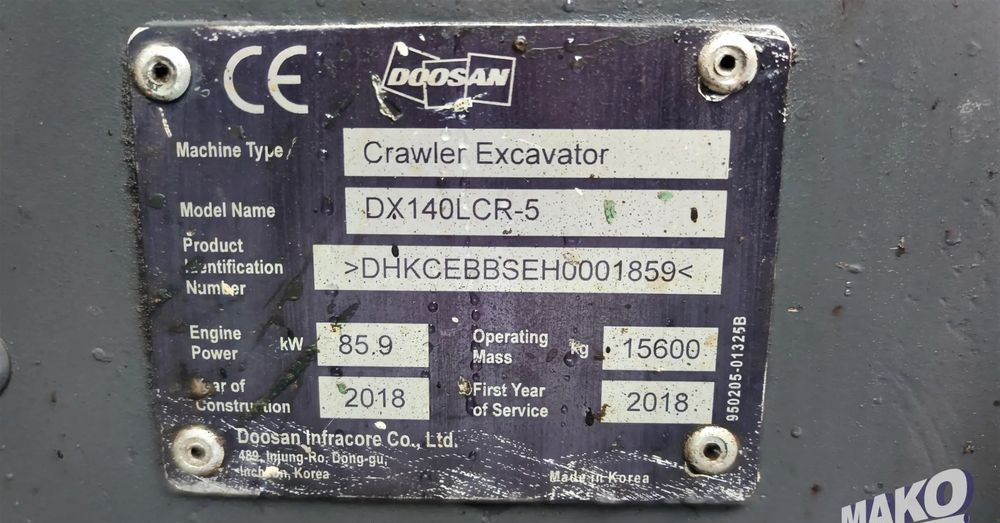 CE DOOSAN
Machine Type Crawler Excavator
Model Name DX140LCR-5
Product
Identification
Number
>DHKCEBBSEH0001859<
Engine
Power kW 85.9
Operating
Mass kg 15600
Year of
Construction 2018
First Year
of Service 2018
950205-01325B
Doosan Infracore Co., Ltd.
489, Injung-Ro, Dong-gu,
Incheon, Korea
Made in Korea
MAKO